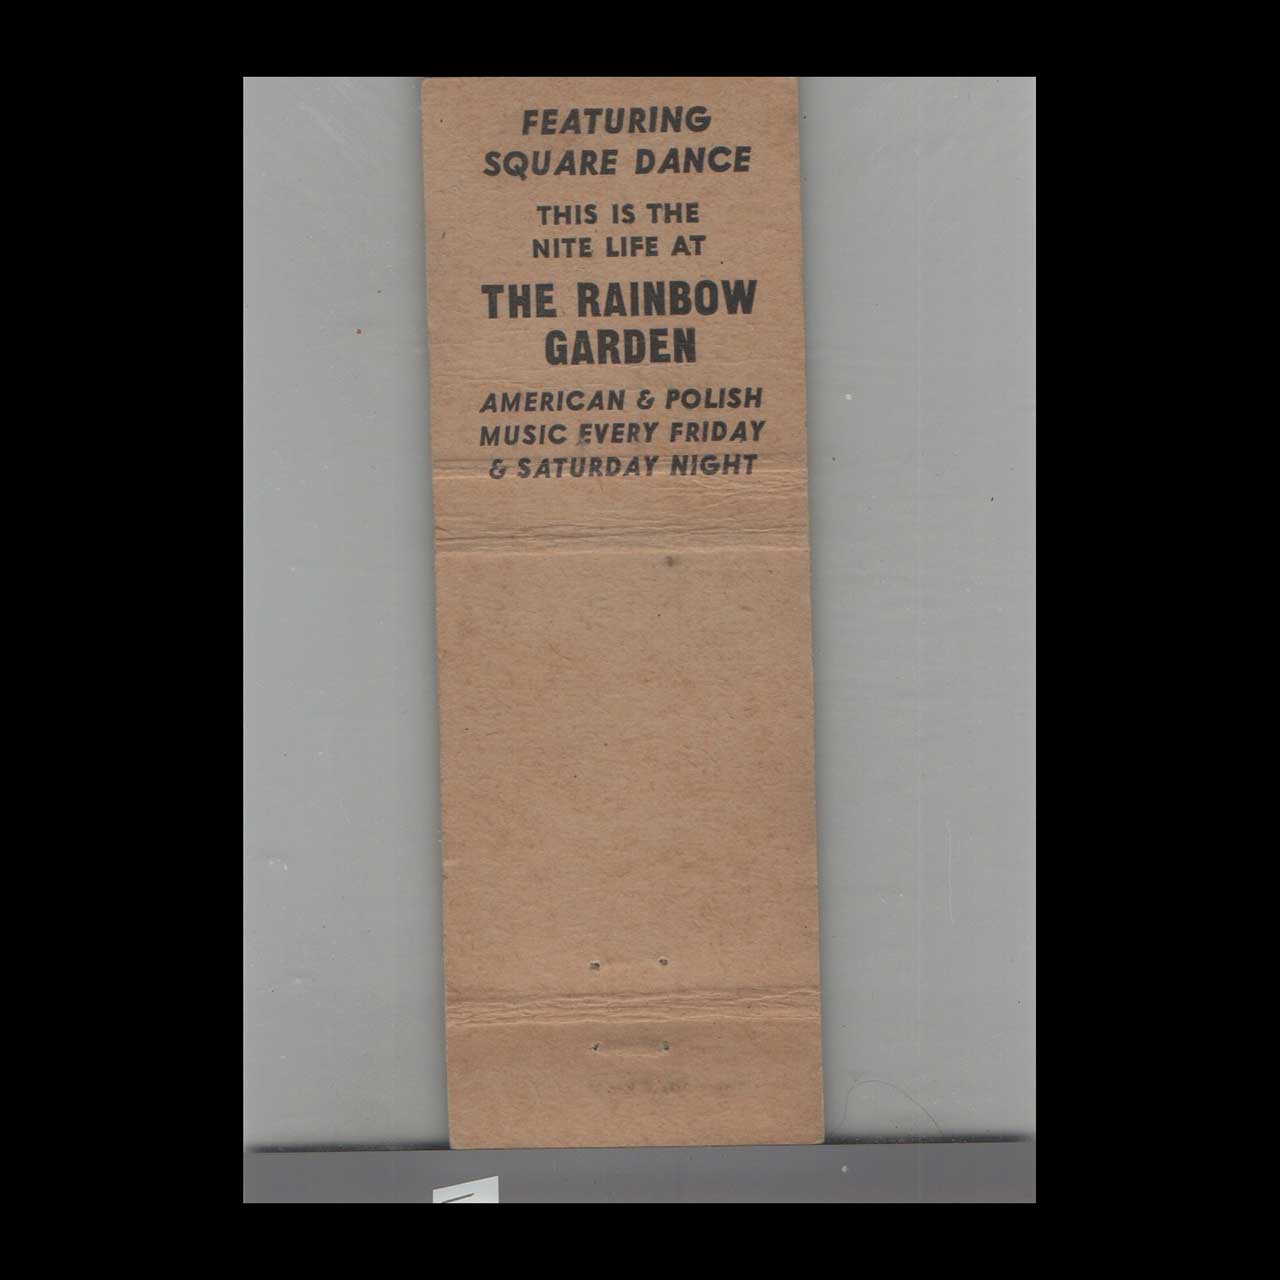 FEATURING
SQUARE DANCE
THIS IS THE
NITE LIFE AT
THE RAINBOW
GARDEN
AMERICAN & POLISH
MUSIC EVERY FRIDAY
& SATURDAY NIGHT